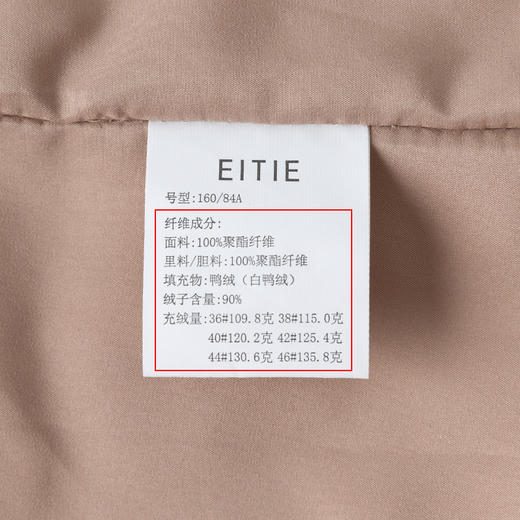 EITIE
号型:160/84A
纤维成分:
面料:100%聚酯纤维
里料/胆料:100%聚酯纤维
填充物:鸭绒（白鸭绒）
绒子含量:90%
充绒量:36#109.8克 38#115.0克
40#120.2克 42#125.4克
44#130.6克 46#135.8克